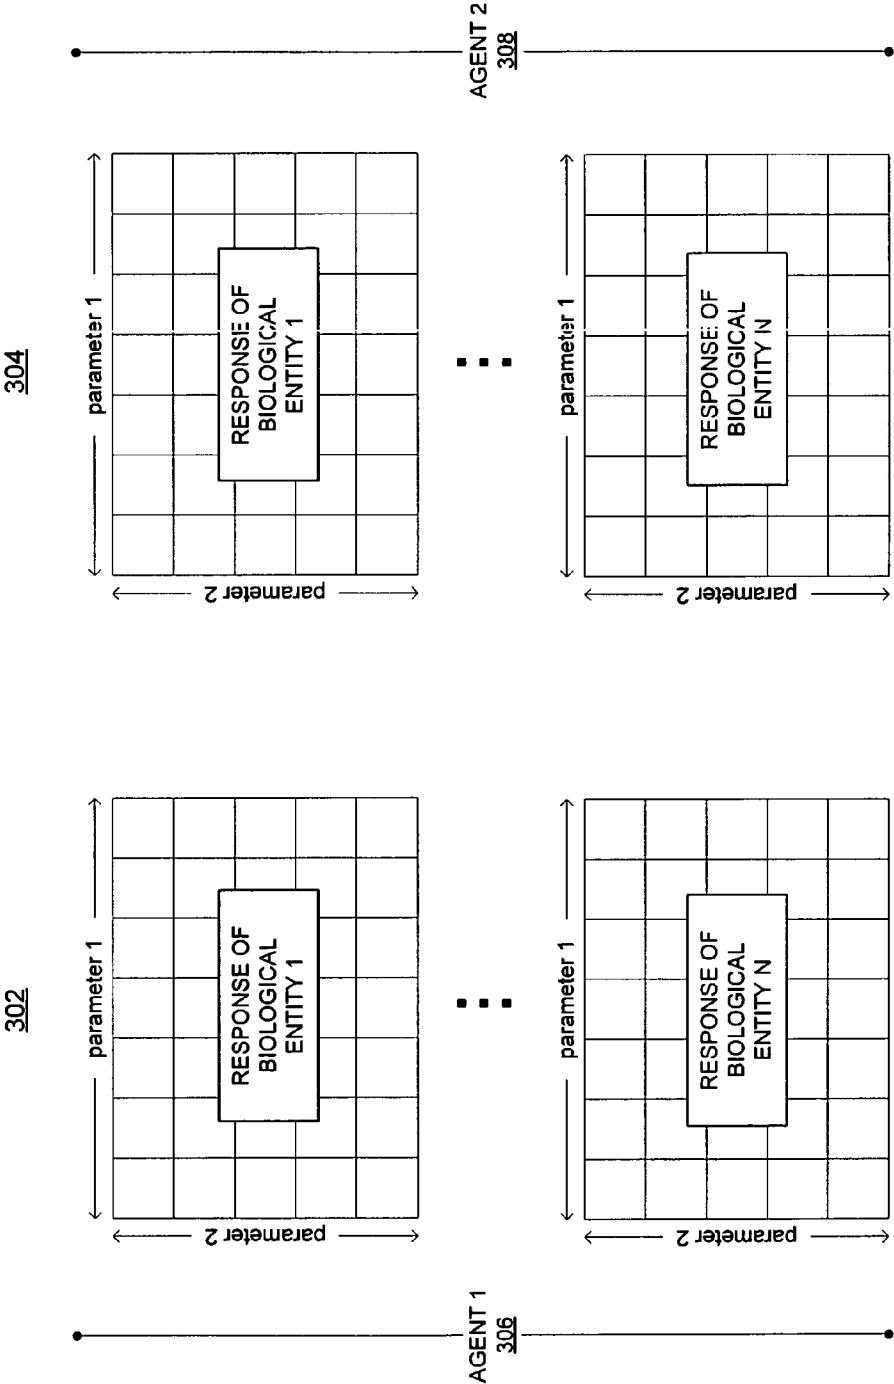 302
parameter 1
parameter 2
RESPONSE OF
BIOLOGICAL
ENTITY 1
AGENT 1
306
parameter 1
parameter 2
RESPONSE OF
BIOLOGICAL
ENTITY N
304
parameter 1
parameter 2
RESPONSE OF
BIOLOGICAL
ENTITY 1
AGENT 2
308
parameter 1
parameter 2
RESPONSE OF
BIOLOGICAL
ENTITY N